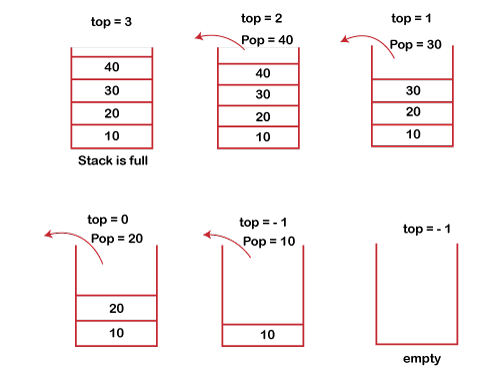 top = 3
40
30
20
10
Stack is full
top = 2
Pop = 40
40
30
20
10
top = 1
Pop = 30
30
20
10
top = 0
Pop = 20
20
10
top = - 1
Pop = 10
10
top = - 1
empty